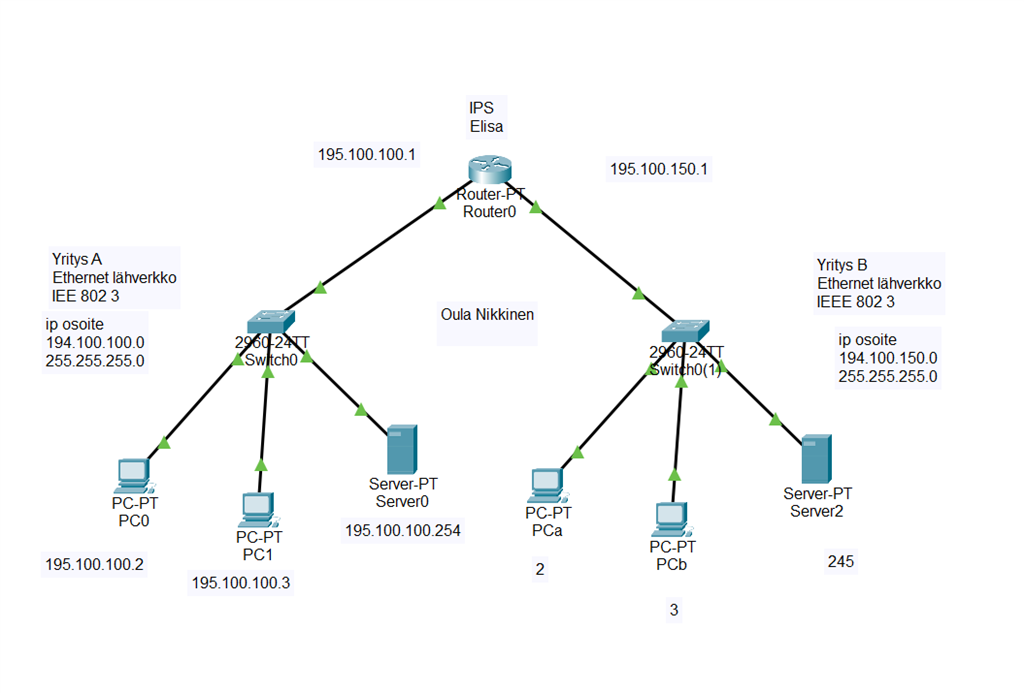 IPS
Elisa
195.100.100.1
195.100.150.1
Router-PT
Router0
Yritys A
Ethernet lähverkko
IEE 802 3
ip osoite
194.100.100.0
255.255.255.0
Yritys B
Ethernet lähverkko
IEEE 802 3
ip osoite
194.100.150.0
255.255.255.0
Oula Nikkinen
2960-24TT
Switch0
2960-24TT
Switch0(1)
PC-PT
PC0
195.100.100.2
PC-PT
PC1
195.100.100.3
Server-PT
Server0
195.100.100.254
PC-PT
PCa
2
PC-PT
PCb
3
Server-PT
Server2
245